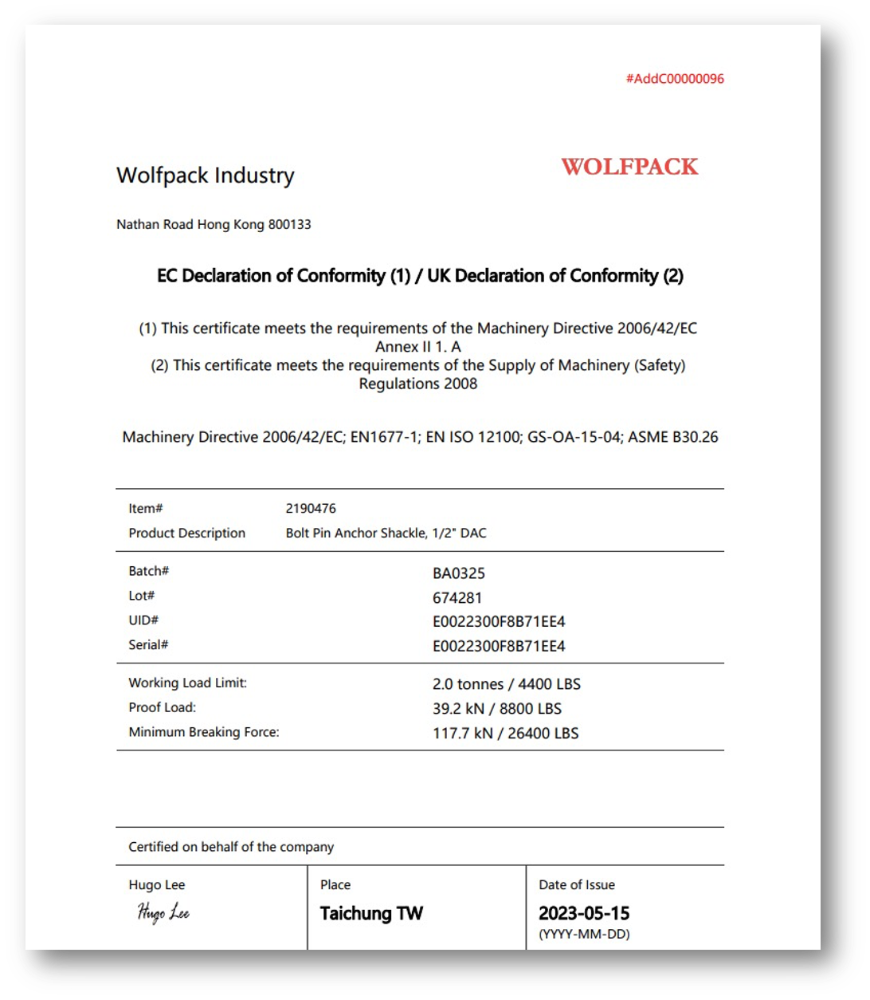 #AddC00000096
WOLFPACK
Wolfpack Industry
Nathan Road Hong Kong 800133
EC Declaration of Conformity (1) / UK Declaration of Conformity (2)
(1) This certificate meets the requirements of the Machinery Directive 2006/42/EC
Annex II 1. A
(2) This certificate meets the requirements of the Supply of Machinery (Safety)
Regulations 2008
Machinery Directive 2006/42/EC; EN1677-1; EN ISO 12100; GS-OA-15-04; ASME B30.26
Item# 2190476
Product Description Bolt Pin Anchor Shackle, 1/2" DAC
Batch# BA0325
Lot# 674281
UID# E0022300F8B71EE4
Serial# E0022300F8B71EE4
Working Load Limit: 2.0 tonnes / 4400 LBS
Proof Load: 39.2 kN / 8800 LBS
Minimum Breaking Force: 117.7 kN / 26400 LBS
Certified on behalf of the company
Hugo Lee Place Date of Issue
Hugo Lee Taichung TW 2023-05-15
(YYYY-MM-DD)